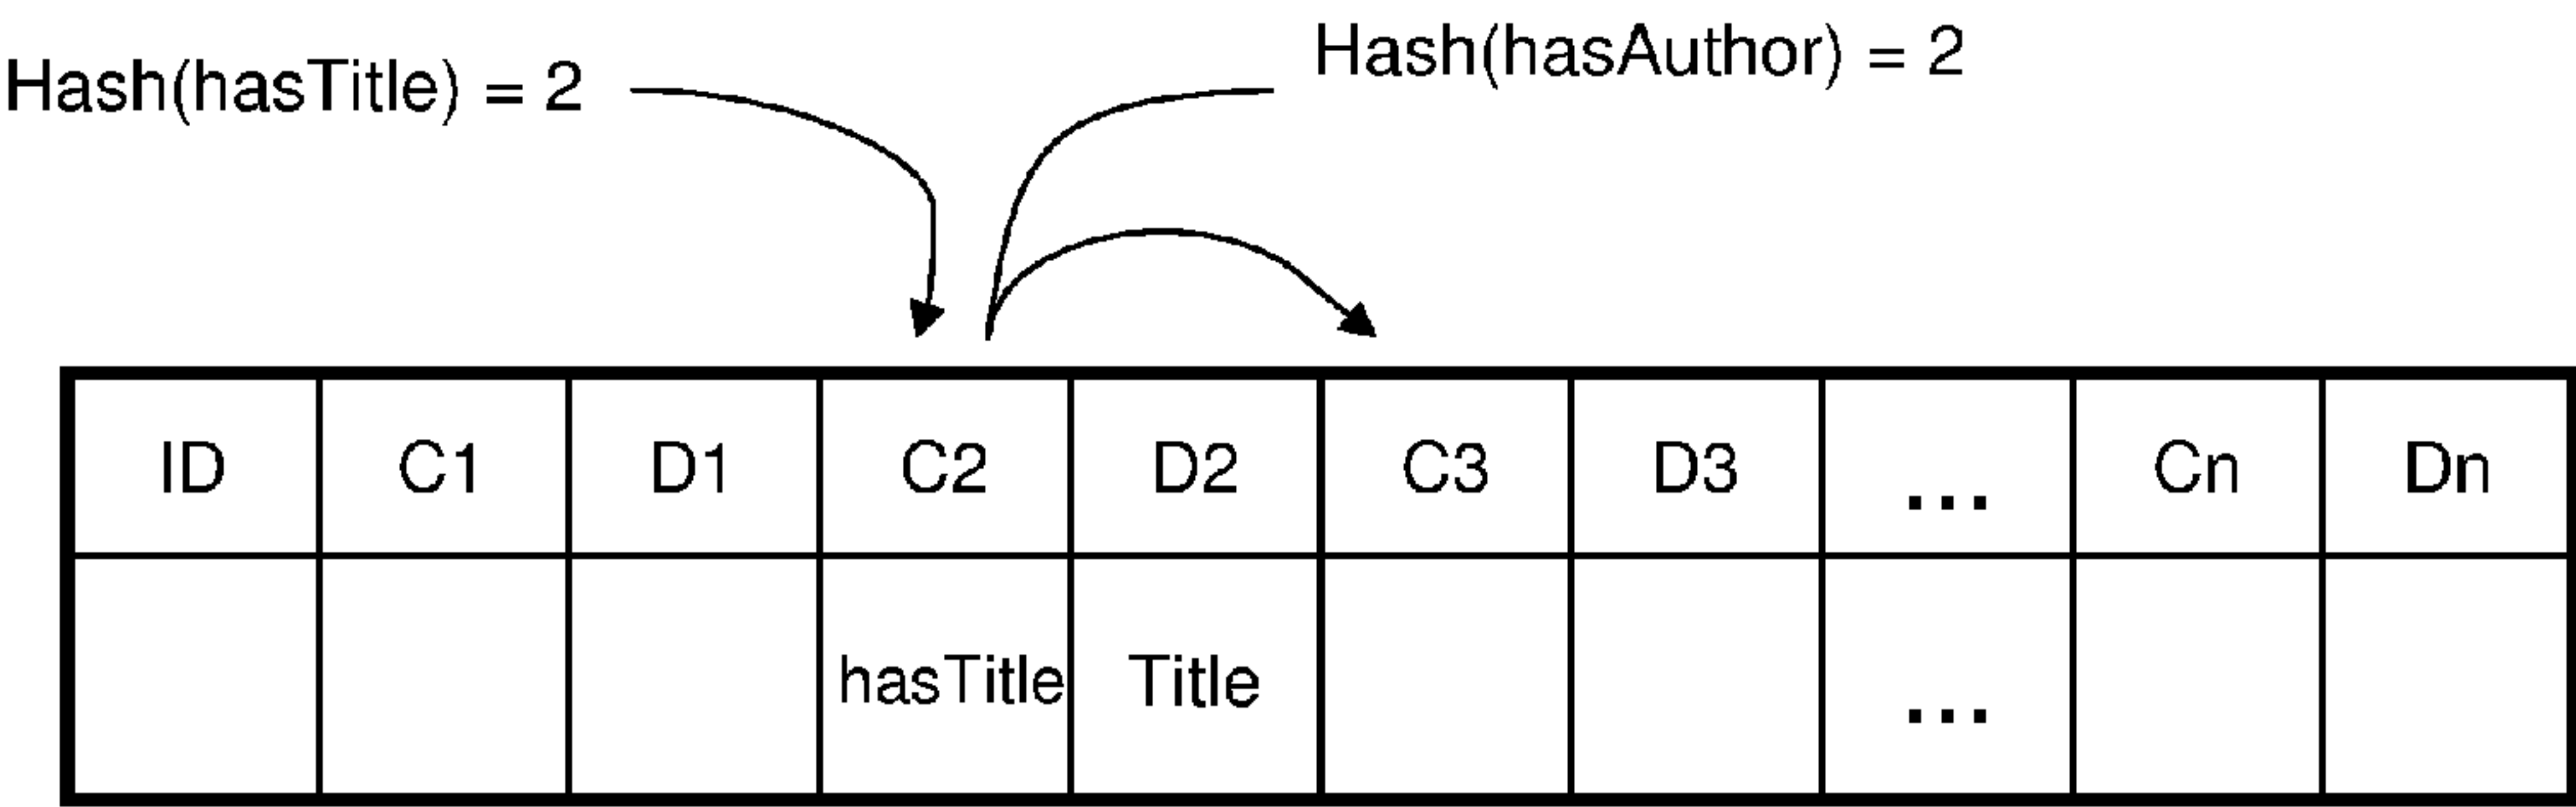 Hash(hasAuthor) = 2
Hash(hasTitle) = 2
ID C1 D1 C2 D2 C3 D3 ... Cn Dn
hasTitle Title ...